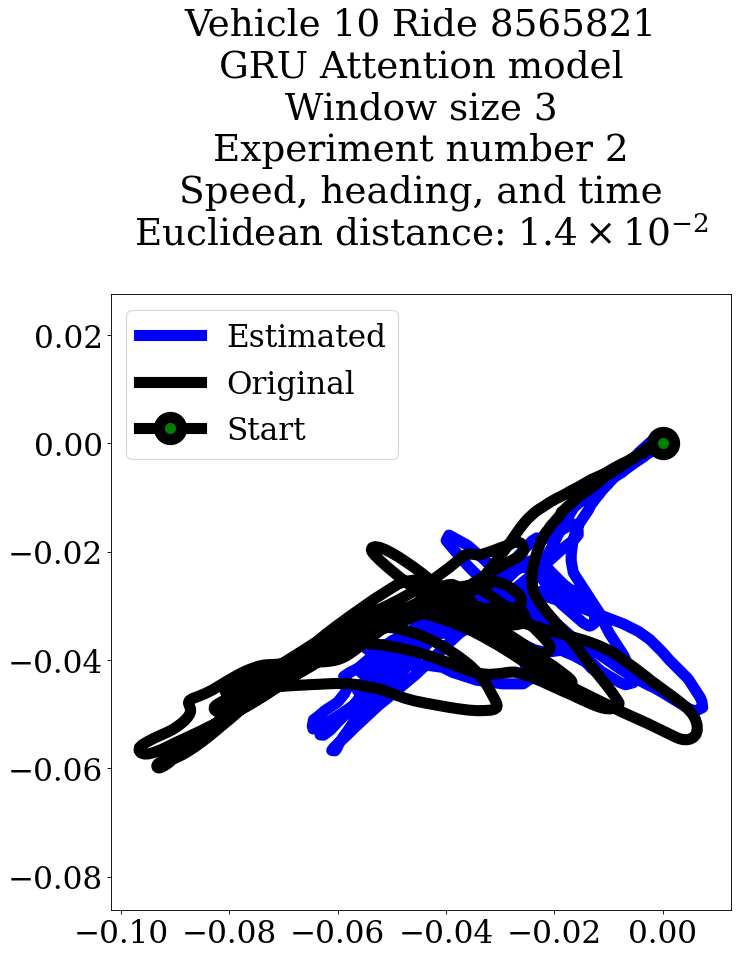 Vehicle 10 Ride 8565821
GRU Attention model
Window size 3
Experiment number 2
Speed, heading, and time
Euclidean distance: 1.4 × 10⁻²
Estimated
Original
Start
0.02
0.00
−0.02
−0.04
−0.06
−0.08
−0.10 −0.08 −0.06 −0.04 −0.02 0.00